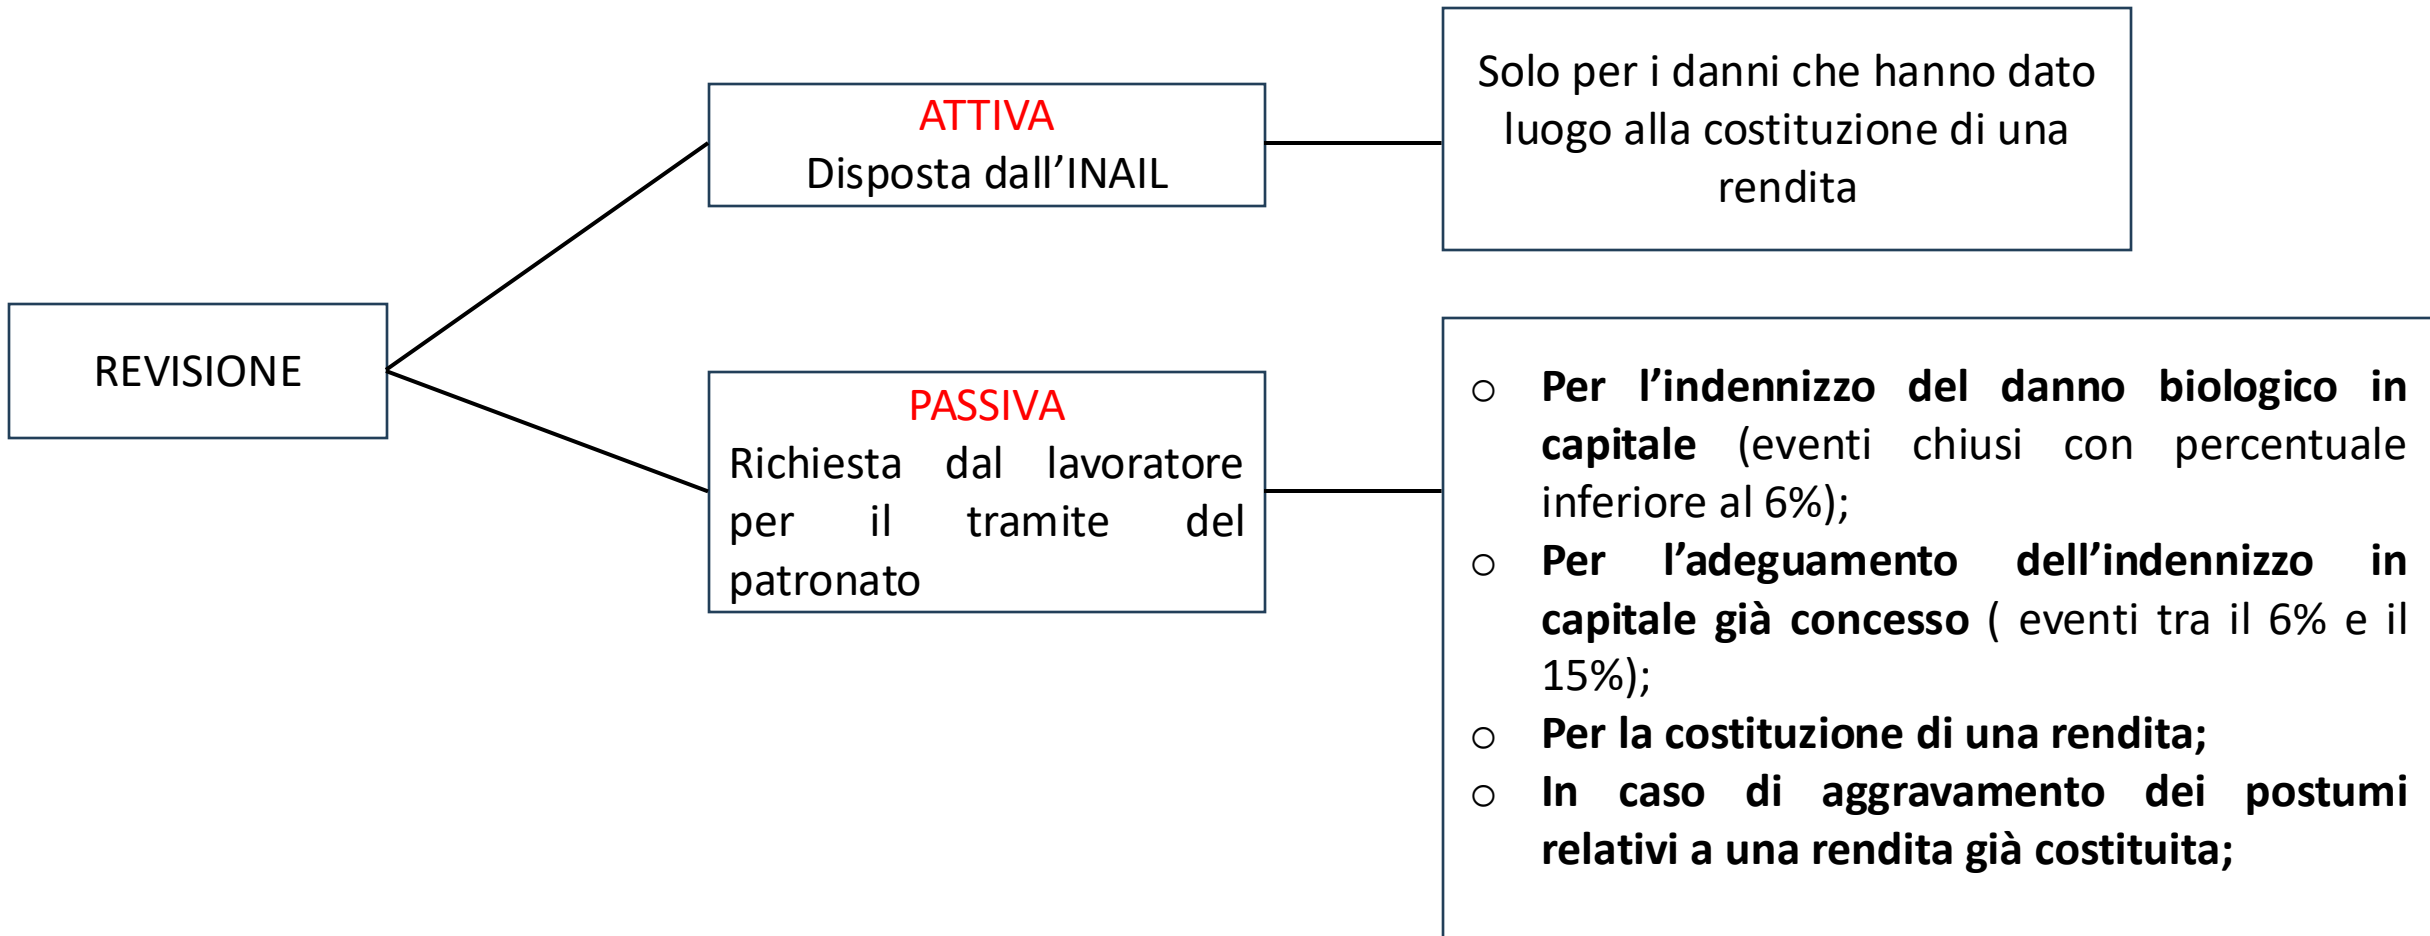 REVISIONE
ATTIVA
Disposta dall’INAIL
Solo per i danni che hanno dato
luogo alla costituzione di una
rendita
PASSIVA
Richiesta dal lavoratore
per il tramite del
patronato
o Per l’indennizzo del danno biologico in
capitale (eventi chiusi con percentuale
inferiore al 6%);
o Per l’adeguamento dell’indennizzo in
capitale già concesso ( eventi tra il 6% e il
15%);
o Per la costituzione di una rendita;
o In caso di aggravamento dei postumi
relativi a una rendita già costituita;